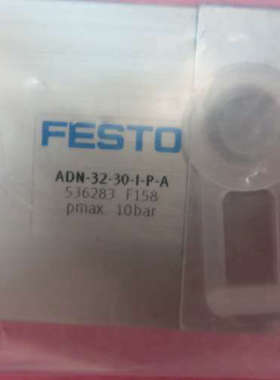 FESTO
ADN-32-30-I-P-A
536283 F158
pmax. 10bar